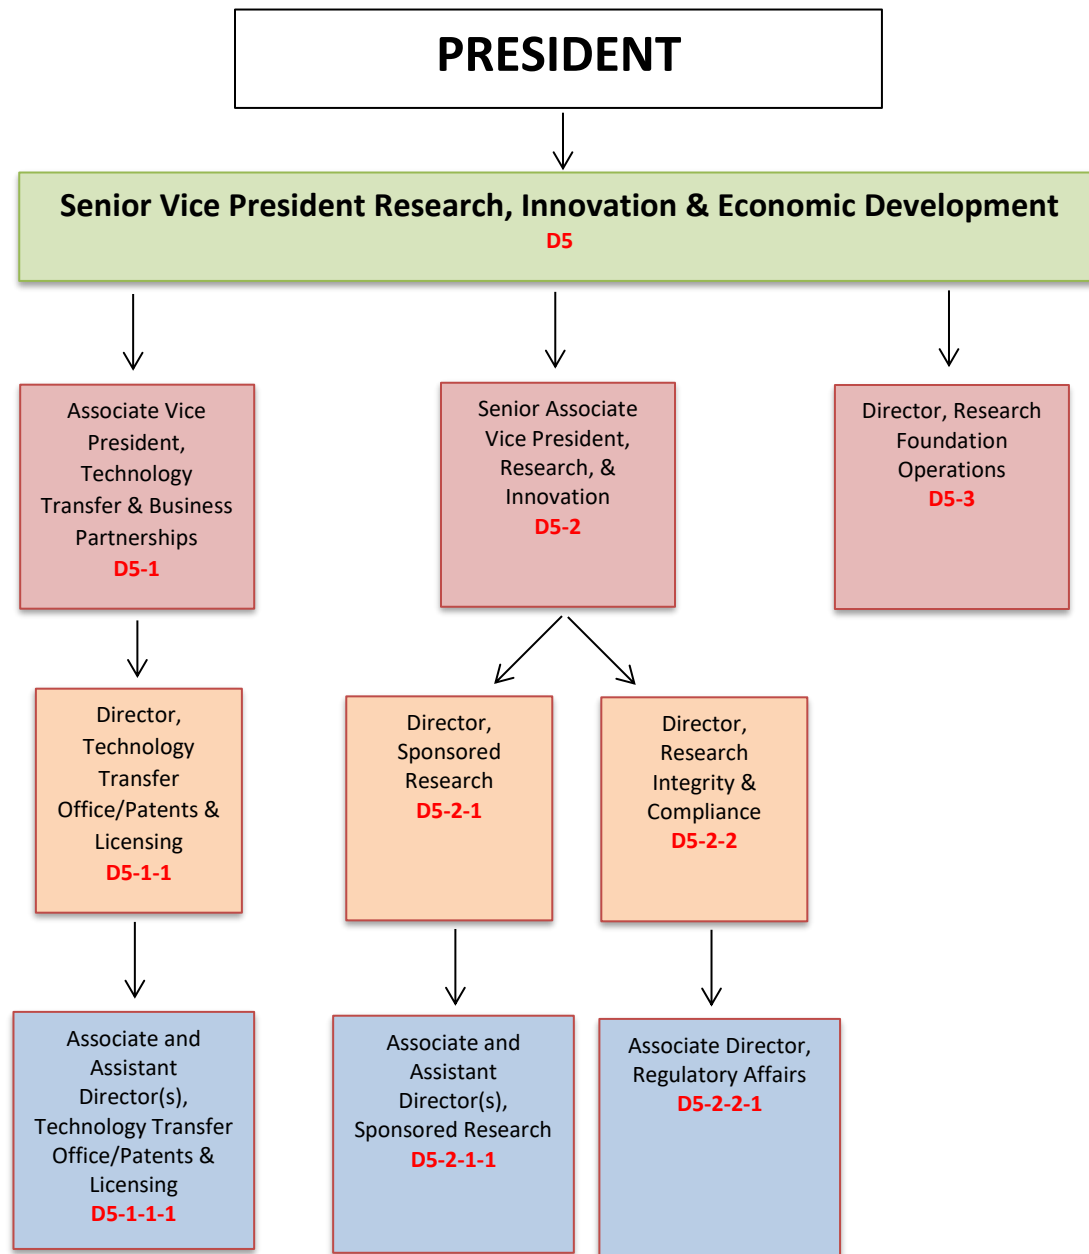 PRESIDENT
Senior Vice President Research, Innovation & Economic Development
D5
Associate Vice
President,
Technology
Transfer & Business
Partnerships
D5-1
Senior Associate
Vice President,
Research, &
Innovation
D5-2
Director, Research
Foundation
Operations
D5-3
Director,
Technology
Transfer
Office/Patents &
Licensing
D5-1-1
Director,
Sponsored
Research
D5-2-1
Director,
Research
Integrity &
Compliance
D5-2-2
Associate and
Assistant
Director(s),
Technology Transfer
Office/Patents &
Licensing
D5-1-1-1
Associate and
Assistant
Director(s),
Sponsored Research
D5-2-1-1
Associate Director,
Regulatory Affairs
D5-2-2-1